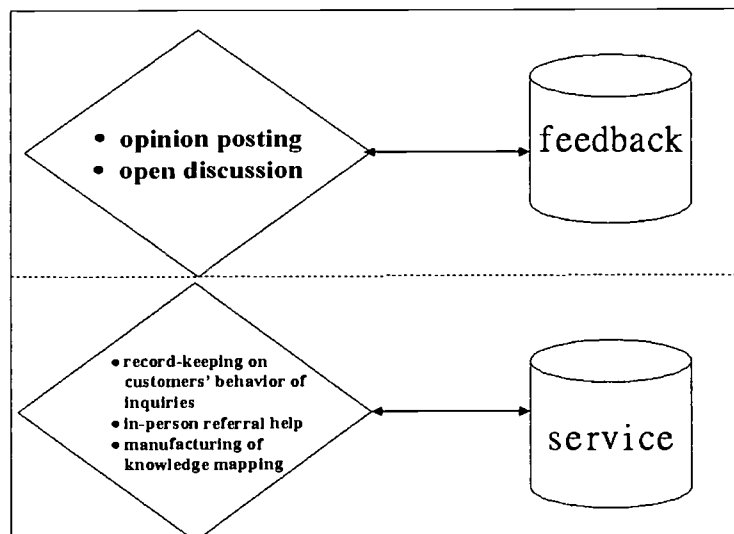 • opinion posting
• open discussion
feedback
• record-keeping on
customers' behavior of
inquiries
• in-person referral help
• manufacturing of
knowledge mapping
service